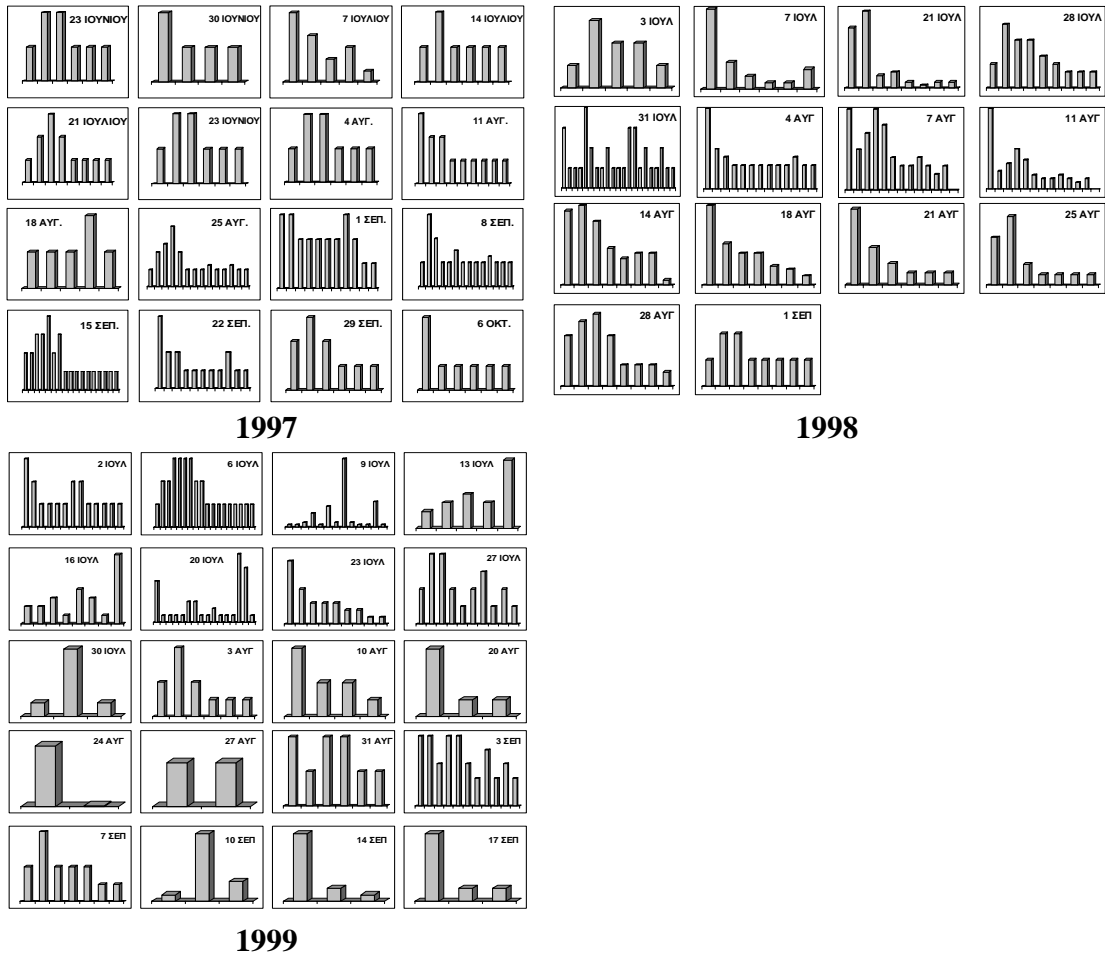 23 ΙΟΥΝΙΟΥ
30 ΙΟΥΝΙΟΥ
7 ΙΟΥΛΙΟΥ
14 ΙΟΥΛΙΟΥ
21 ΙΟΥΛΙΟΥ
23 ΙΟΥΝΙΟΥ
4 ΑΥΓ.
11 ΑΥΓ.
18 ΑΥΓ.
25 ΑΥΓ.
1 ΣΕΠ.
8 ΣΕΠ.
15 ΣΕΠ.
22 ΣΕΠ.
29 ΣΕΠ.
6 ΟΚΤ.
1997
3 ΙΟΥΛ
7 ΙΟΥΛ
21 ΙΟΥΛ
28 ΙΟΥΛ
31 ΙΟΥΛ
4 ΑΥΓ
7 ΑΥΓ
11 ΑΥΓ
14 ΑΥΓ
18 ΑΥΓ
21 ΑΥΓ
25 ΑΥΓ
28 ΑΥΓ
1 ΣΕΠ
1998
2 ΙΟΥΛ
6 ΙΟΥΛ
9 ΙΟΥΛ
13 ΙΟΥΛ
16 ΙΟΥΛ
20 ΙΟΥΛ
23 ΙΟΥΛ
27 ΙΟΥΛ
30 ΙΟΥΛ
3 ΑΥΓ
10 ΑΥΓ
20 ΑΥΓ
24 ΑΥΓ
27 ΑΥΓ
31 ΑΥΓ
3 ΣΕΠ
7 ΣΕΠ
10 ΣΕΠ
14 ΣΕΠ
17 ΣΕΠ
1999